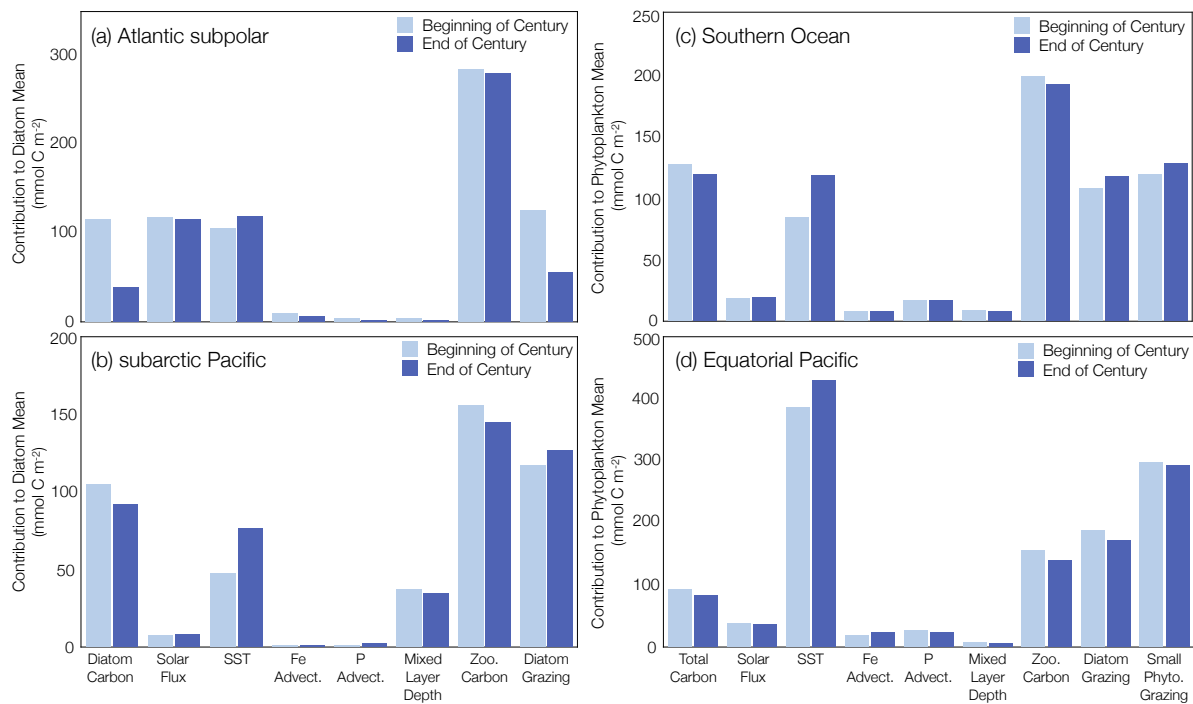 (a) Atlantic subpolar
Beginning of Century
End of Century
Contribution to Diatom Mean
(mmol C m-2)
300
200
100
0
(c) Southern Ocean
Beginning of Century
End of Century
Contribution to Phytoplankton Mean
(mmol C m-2)
250
200
150
100
50
0
(b) subarctic Pacific
Beginning of Century
End of Century
Contribution to Diatom Mean
(mmol C m-2)
200
150
100
50
0
Diatom
Carbon
Solar
Flux
SST
Fe
Advect.
P
Advect.
Mixed
Layer
Depth
Zoo.
Carbon
Diatom
Grazing
(d) Equatorial Pacific
Beginning of Century
End of Century
Contribution to Phytoplankton Mean
(mmol C m-2)
500
400
300
200
100
0
Total
Carbon
Solar
Flux
SST
Fe
Advect.
P
Advect.
Mixed
Layer
Depth
Zoo.
Carbon
Diatom
Grazing
Small
Phyto.
Grazing